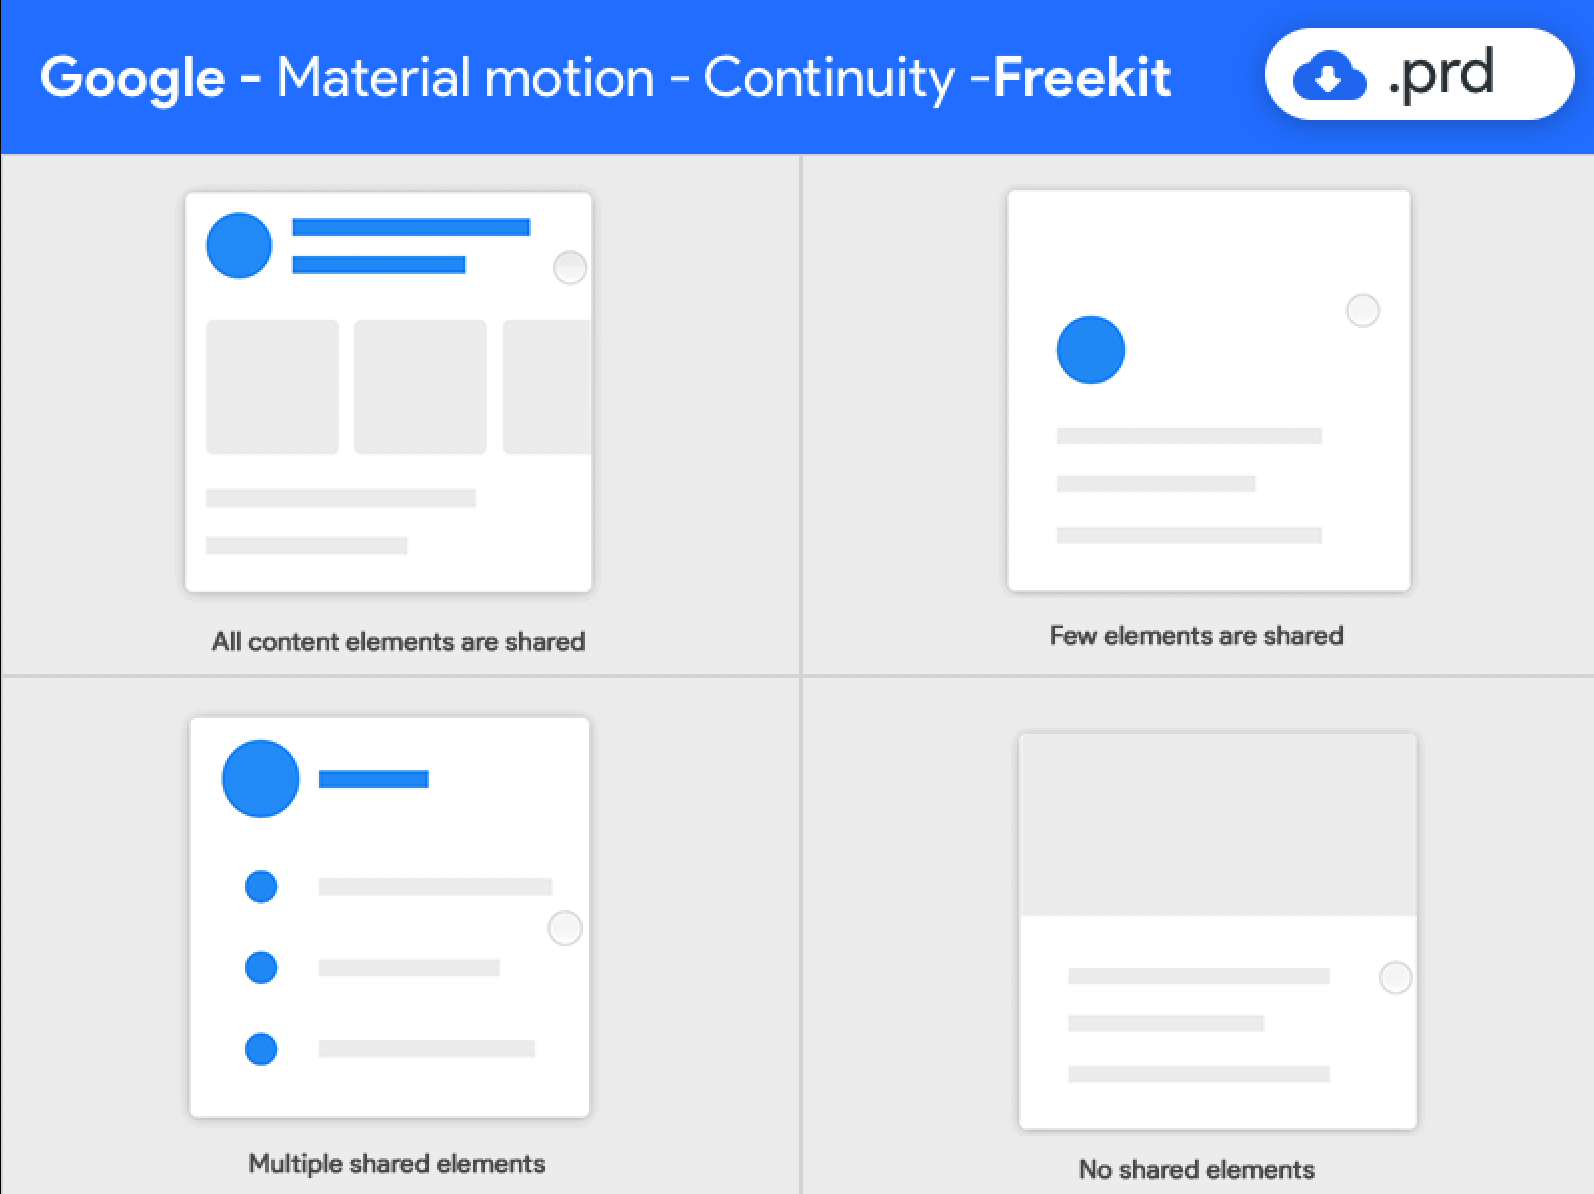 Google - Material motion - Continuity -Freekit
.prd
All content elements are shared
Few elements are shared
Multiple shared elements
No shared elements